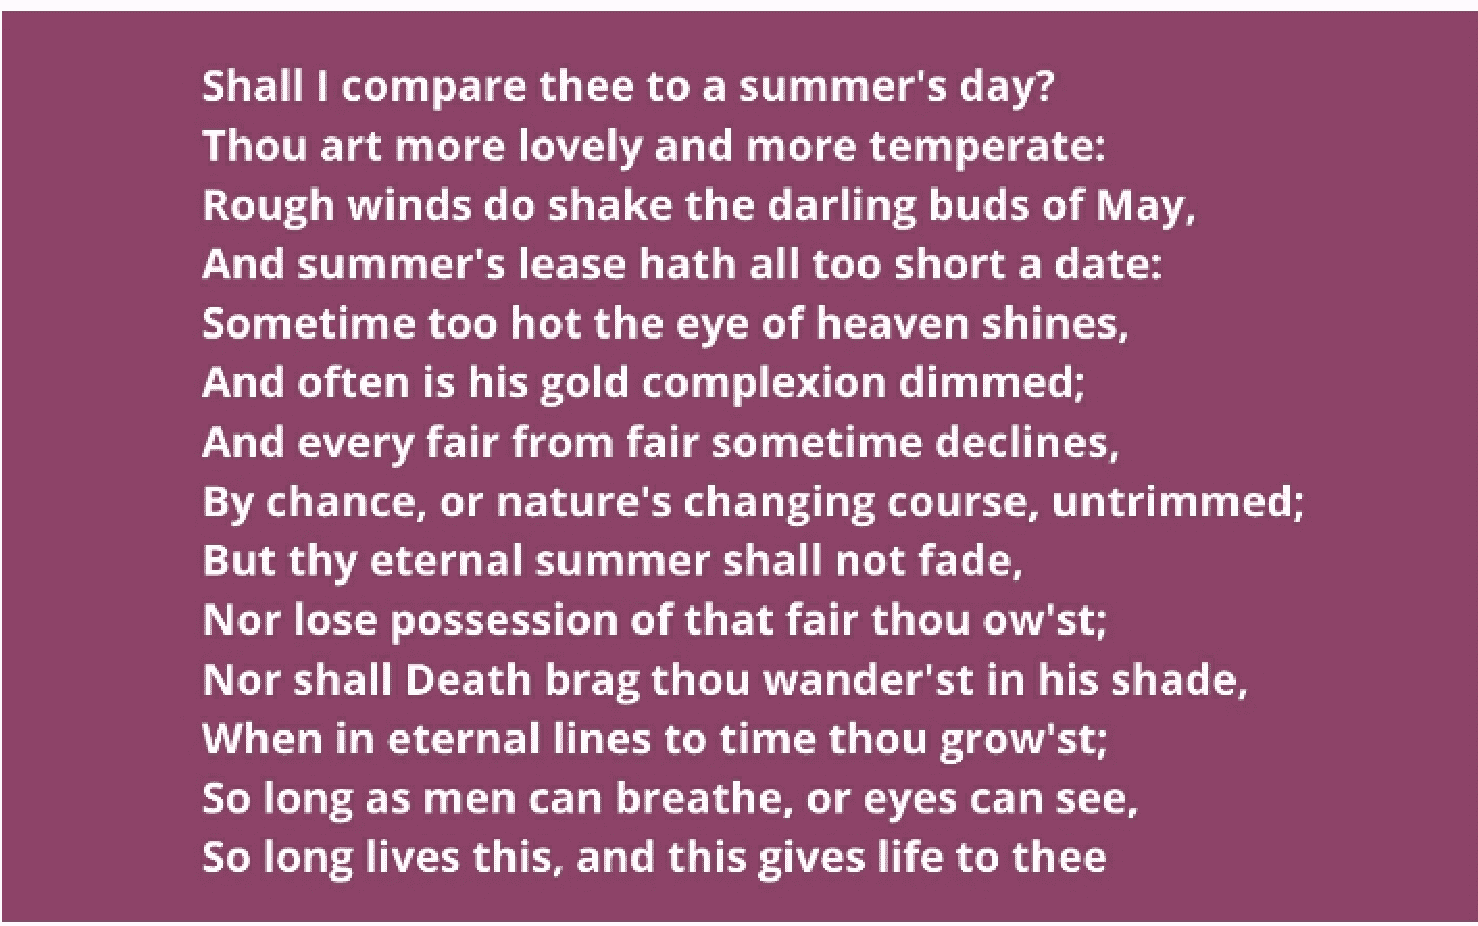 Shall I compare thee to a summer's day?
Thou art more lovely and more temperate:
Rough winds do shake the darling buds of May,
And summer's lease hath all too short a date:
Sometime too hot the eye of heaven shines,
And often is his gold complexion dimmed;
And every fair from fair sometime declines,
By chance, or nature's changing course, untrimmed;
But thy eternal summer shall not fade,
Nor lose possession of that fair thou ow'st;
Nor shall Death brag thou wander'st in his shade,
When in eternal lines to time thou grow'st;
So long as men can breathe, or eyes can see,
So long lives this, and this gives life to thee